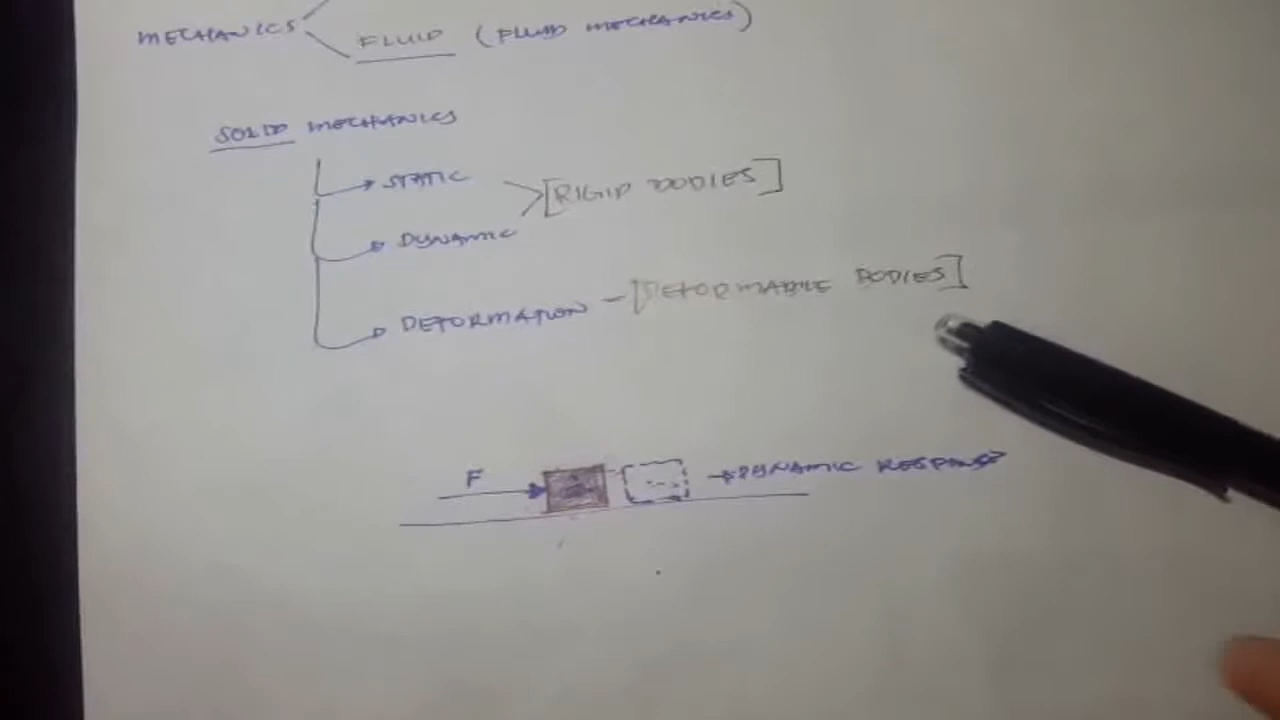 MECHANICS
FLUID (FLUID MECHANICS)
SOLID MECHANICS
STATIC
[RIGID BODIES]
DYNAMIC
DEFORMATION - [DEFORMABLE BODIES]
F
DYNAMIC RESPONSE